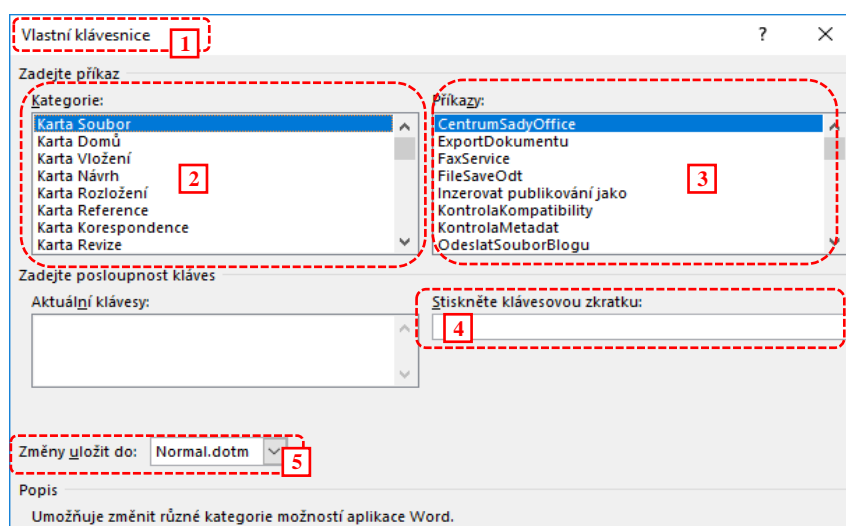 Vlastní klávesnice
1
?
Zadejte příkaz
Kategorie:
Karta Soubor
Karta Domů
Karta Vložení
Karta Návrh
Karta Rozložení
Karta Reference
Karta Korespondence
Karta Revize
2
Příkazy:
CentrumSadyOffice
ExportDokumentu
FaxService
FileSaveOdt
Inzerovat publikování jako
KontrolaKompatibility
KontrolaMetadat
OdeslatSouborBlogu
3
Zadejte posloupnost kláves
Aktuální klávesy:
Stiskněte klávesovou zkratku:
4
Změny uložit do: Normal.dotm
5
Popis
Umožňuje změnit různé kategorie možností aplikace Word.